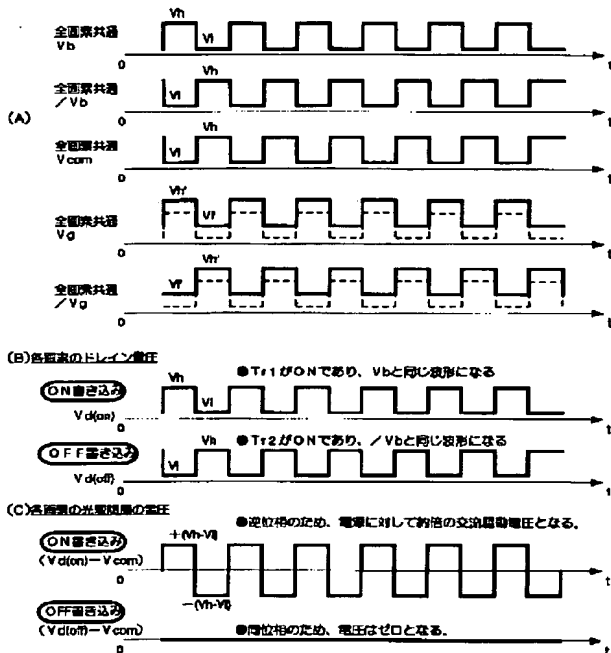 (A)
全画素共通
Vb
Vh
Vl
0
t
全画素共通
/Vb
Vh
Vl
0
t
全画素共通
Vcom
Vh
Vl
0
t
全画素共通
Vg
Vh'
Vl'
0
t
全画素共通
/Vg
Vh'
Vl'
0
t
(B)各画素のドレイン電圧
●Tr1がONであり、Vbと同じ波形になる
ON書き込み
Vd(on)
Vh
Vl
0
t
●Tr2がONであり、/Vbと同じ波形になる
OFF書き込み
Vd(off)
Vh
Vl
0
t
(C)各画素の光変調層の電圧
●逆位相のため、電源に対して約倍の交流駆動電圧となる。
ON書き込み
(Vd(on)-Vcom)
+(Vh-Vl)
0
t
-(Vh-Vl)
OFF書き込み
(Vd(off)-Vcom)
●同位相のため、電圧はゼロとなる。
0
t